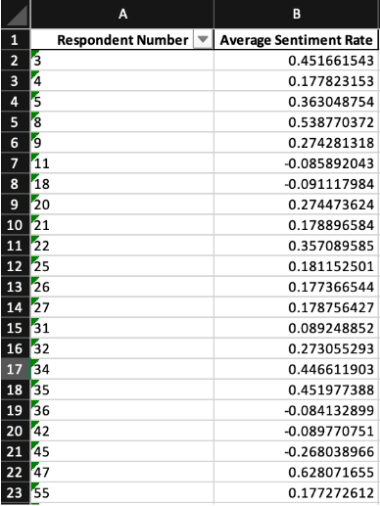 A B
1 Respondent Number Average Sentiment Rate
2 3 0.451661543
3 4 0.177823153
4 5 0.363048754
5 8 0.538770372
6 9 0.274281318
7 11 -0.085892043
8 18 -0.091117984
9 20 0.274473624
10 21 0.178896584
11 22 0.357089585
12 25 0.181152501
13 26 0.177366544
14 27 0.178756427
15 31 0.089248852
16 32 0.273055293
17 34 0.446611903
18 35 0.451977388
19 36 -0.084132899
20 42 -0.089770751
21 45 -0.268038966
22 47 0.628071655
23 55 0.177272612